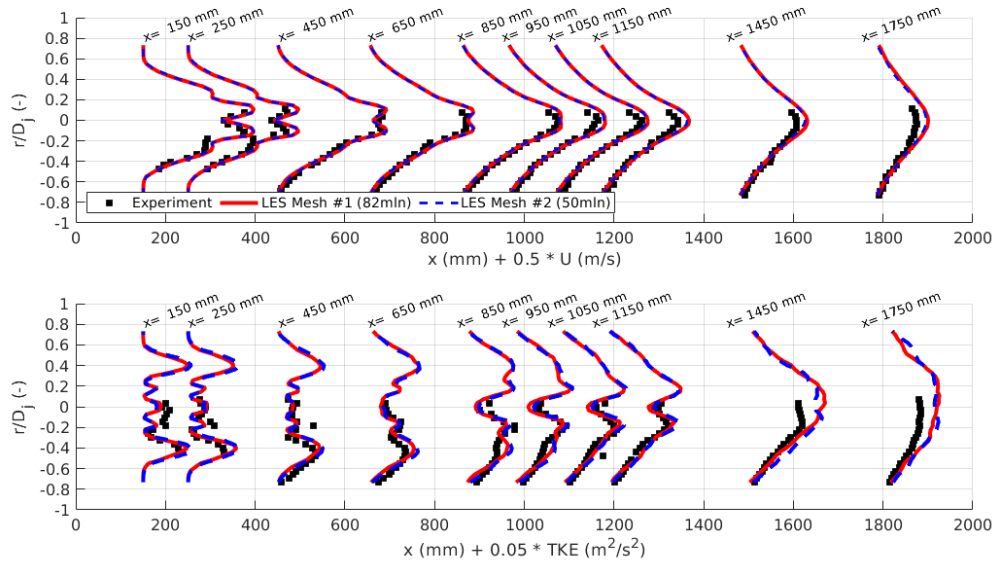 x= 150 mm
x= 250 mm
x= 450 mm
x= 650 mm
x= 850 mm
x= 950 mm
x=1050 mm
x=1150 mm
x=1450 mm
x=1750 mm
1
0.8
0.6
0.4
0.2
0
-0.2
-0.4
-0.6
-0.8
-1
r/Dj (-)
Experiment
LES Mesh #1 (82mln)
LES Mesh #2 (50mln)
0 200 400 600 800 1000 1200 1400 1600 1800 2000
x (mm) + 0.5 * U (m/s)
x= 150 mm
x= 250 mm
x= 450 mm
x= 650 mm
x= 850 mm
x= 950 mm
x=1050 mm
x=1150 mm
x=1450 mm
x=1750 mm
1
0.8
0.6
0.4
0.2
0
-0.2
-0.4
-0.6
-0.8
-1
r/Dj (-)
0 200 400 600 800 1000 1200 1400 1600 1800 2000
x (mm) + 0.05 * TKE (m²/s²)